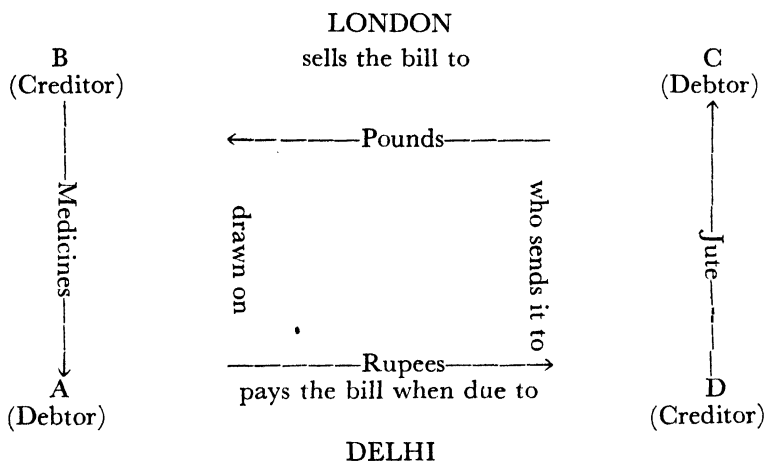 LONDON
B sells the bill to C
(Creditor) (Debtor)
Pounds
Medicines
drawn on
who sends it to
Jute
Rupees
A pays the bill when due to D
(Debtor) (Creditor)
DELHI